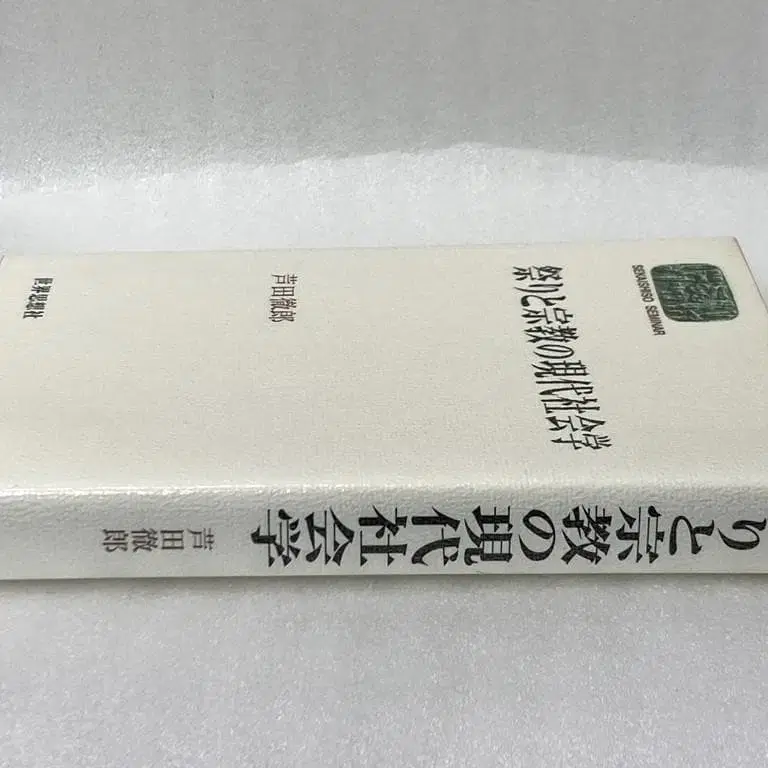 SEKAISHISO SEMINAR
祭りと宗教の現代社会学
芦田徹郎
世界思想社
りと宗教の現代社会学
芦田徹郎